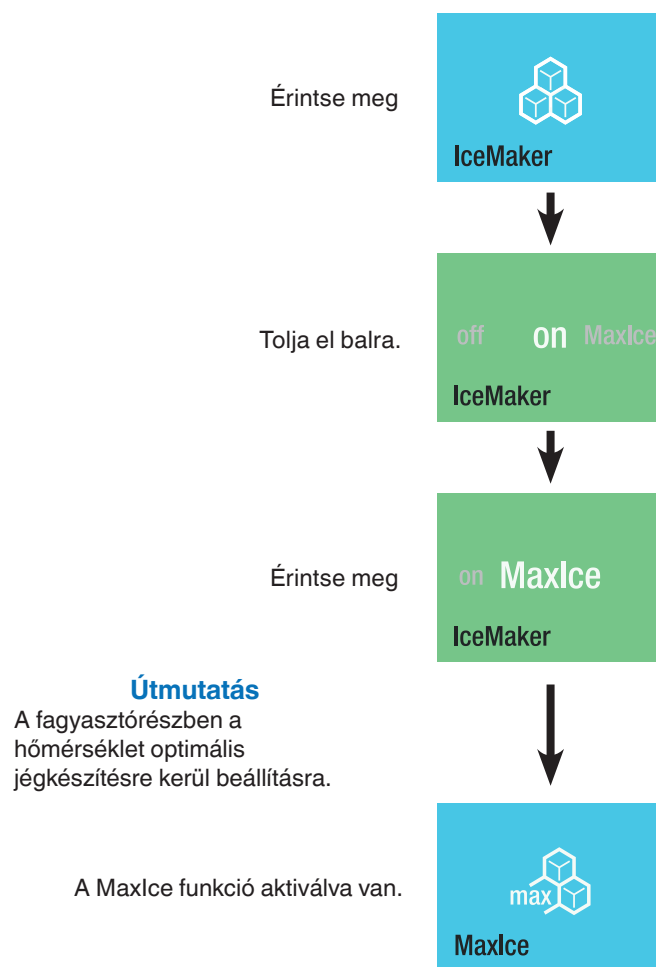 Érintse meg
IceMaker
Tolja el balra.
off on MaxIce
IceMaker
Érintse meg
on MaxIce
IceMaker
Útmutatás
A fagyasztórészben a
hőmérséklet optimális
jégkészítésre kerül beállításra.
A MaxIce funkció aktiválva van.
max
MaxIce